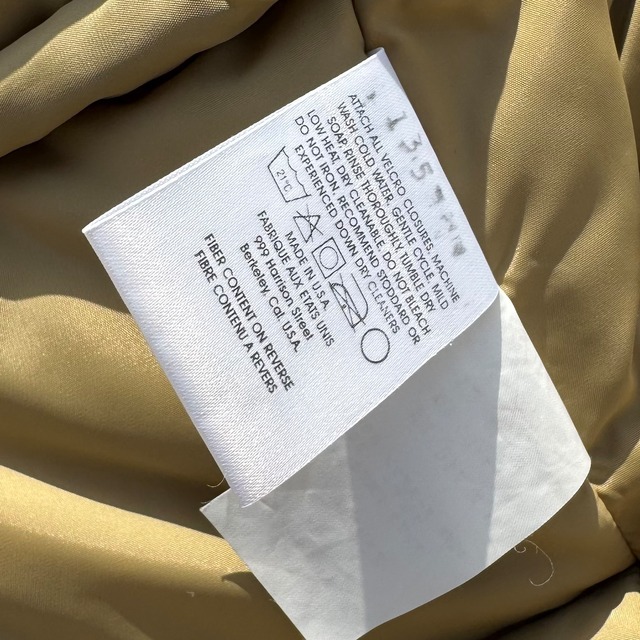 ATTACH ALL VELCRO CLOSURES. MACHINE
WASH COLD WATER, GENTLE CYCLE. MILD
SOAP. RINSE THOROUGHLY. TUMBLE DRY
LOW HEAT. DRY CLEANABLE. DO NOT BLEACH
DO NOT IRON. RECOMMEND STODDARD OR
EXPERIENCED DOWN DRY CLEANERS
21°C
MADE IN U.S.A.
FABRIQUE AUX ETATS UNIS
999 Harrison Street
Berkeley, Cal. U.S.A.
FIBER CONTENT ON REVERSE
FIBRE CONTENU A REVERS